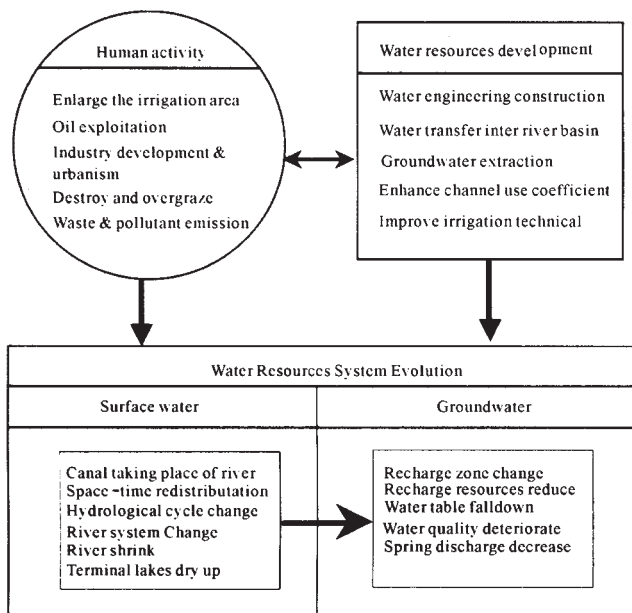 Human activity
Enlarge the irrigation area
Oil exploitation
Industry development &
urbanism
Destroy and overgraze
Waste & pollutant emission
Water resources development
Water engineering construction
Water transfer inter river basin
Groundwater extraction
Enhance channel use coefficient
Improve irrigation technical
Water Resources System Evolution
Surface water
Groundwater
Canal taking place of river
Space-time redistributation
Hydrological cycle change
River system Change
River shrink
Terminal lakes dry up
Recharge zone change
Recharge resources reduce
Water table falldown
Water quality deteriorate
Spring discharge decrease